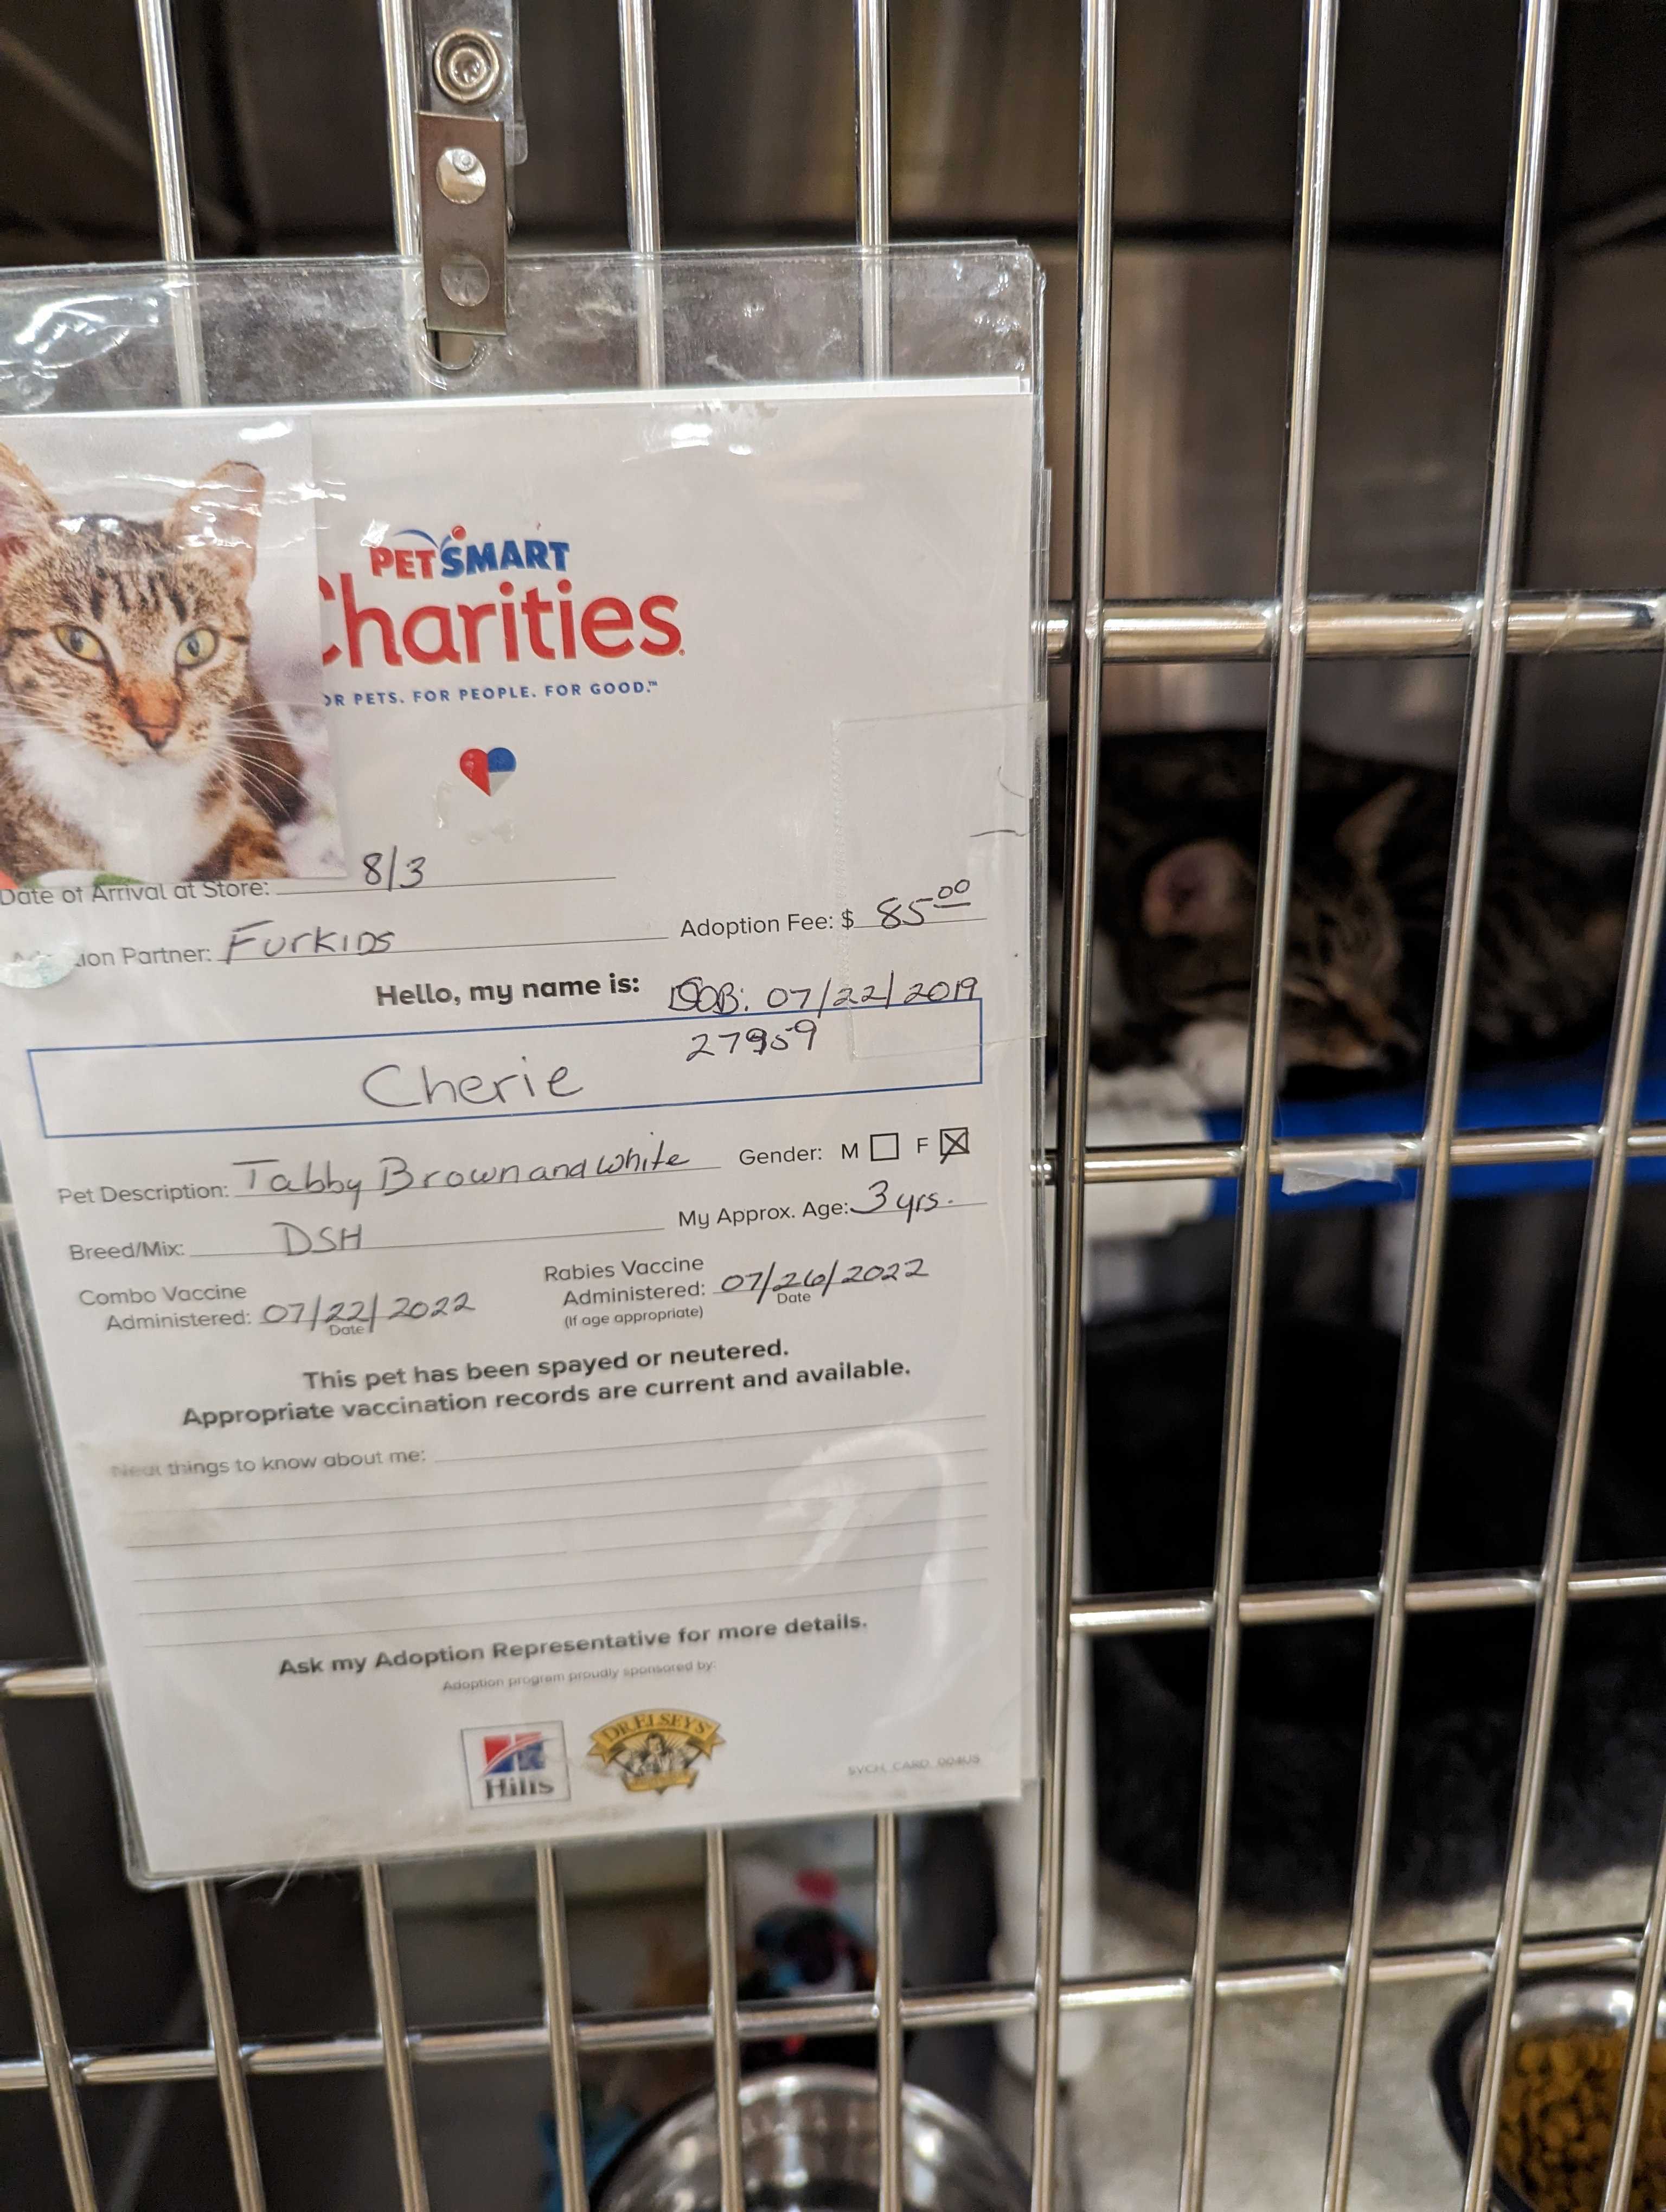 PETSMART
Charities
OR PETS. FOR PEOPLE. FOR GOOD.™
Date of Arrival at Store: 8/3
Partner: FURKIDS Adoption Fee: $ 85.00
Hello, my name is: DOB: 07/22/2019
27959
Cherie
Pet Description: Tabby Brown and white Gender: M F
Breed/Mix: DSH My Approx. Age: 3 yrs.
Combo Vaccine Administered: 07/22/2022 Date
Rabies Vaccine Administered: 07/26/2022 Date
(If age appropriate)
This pet has been spayed or neutered.
Appropriate vaccination records are current and available.
Neat things to know about me:
Ask my Adoption Representative for more details.
Adoption program proudly sponsored by:
Hill's
DR ELSEYS'
SVCH_CARD_004US